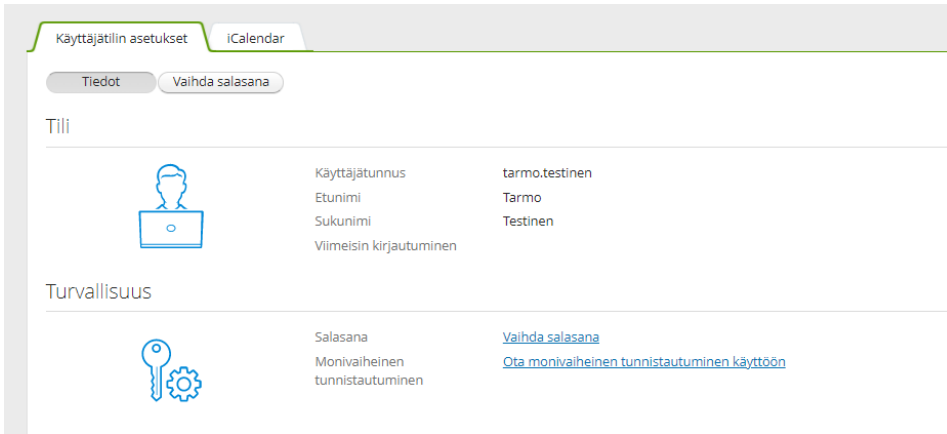 Käyttäjätilin asetukset iCalendar
Tiedot Vaihda salasana
Tili
Käyttäjätunnus tarmo.testinen
Etunimi Tarmo
Sukunimi Testinen
Viimeisin kirjautuminen
Turvallisuus
Salasana Vaihda salasana
Monivaiheinen Ota monivaiheinen tunnistautuminen käyttöön
tunnistautuminen